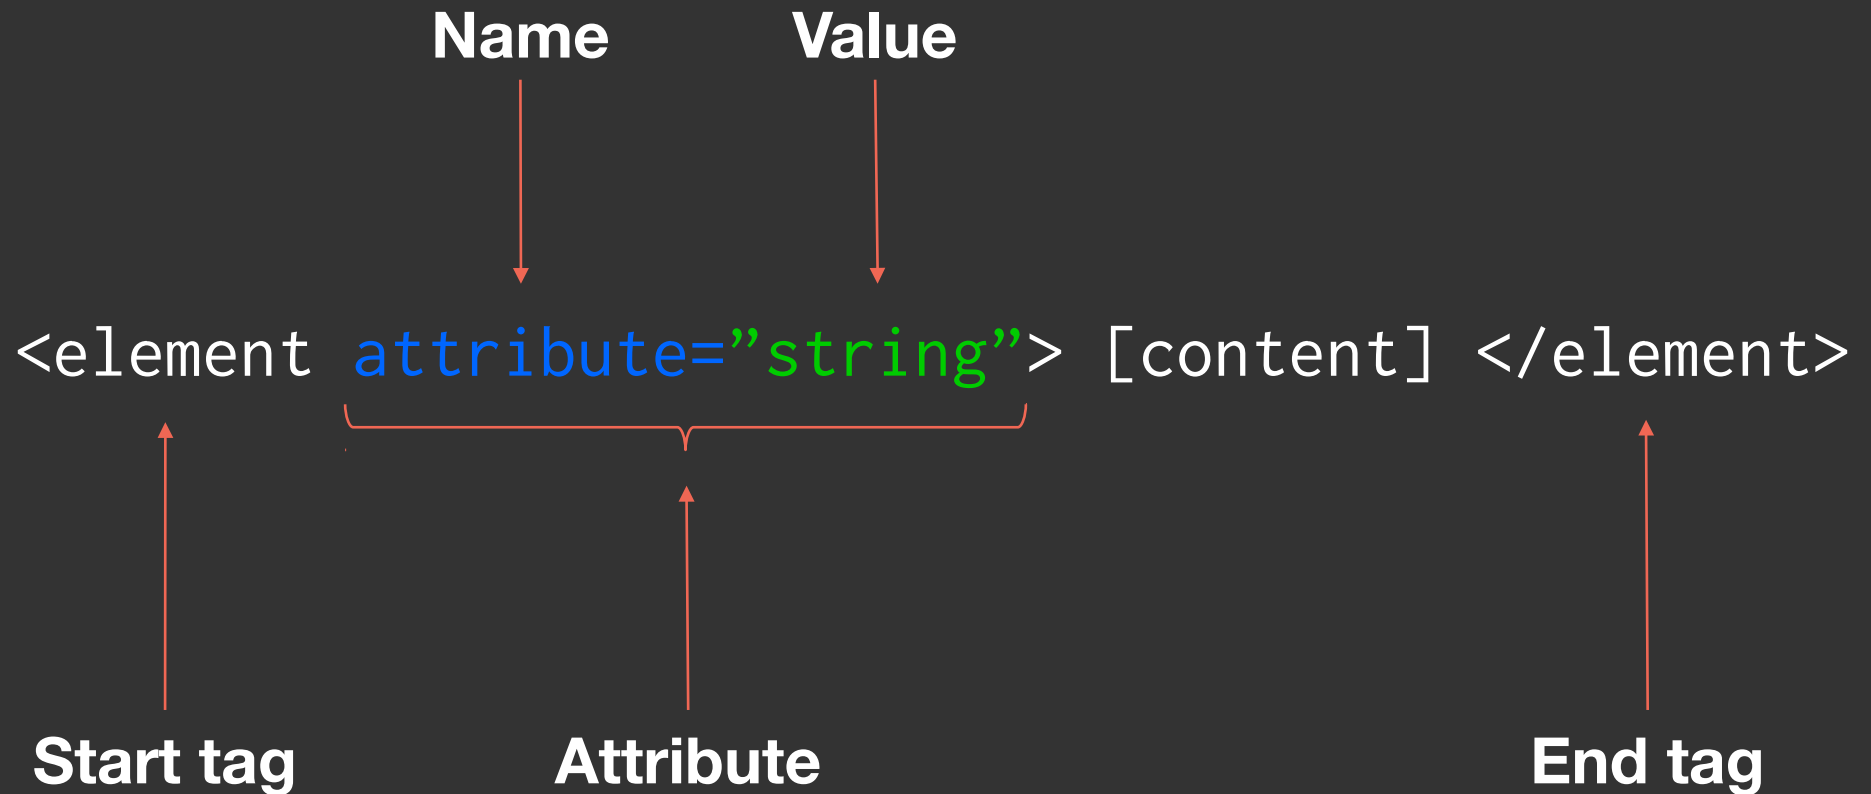 Name Value
<element attribute=”string”> [content] </element>
Start tag Attribute End tag